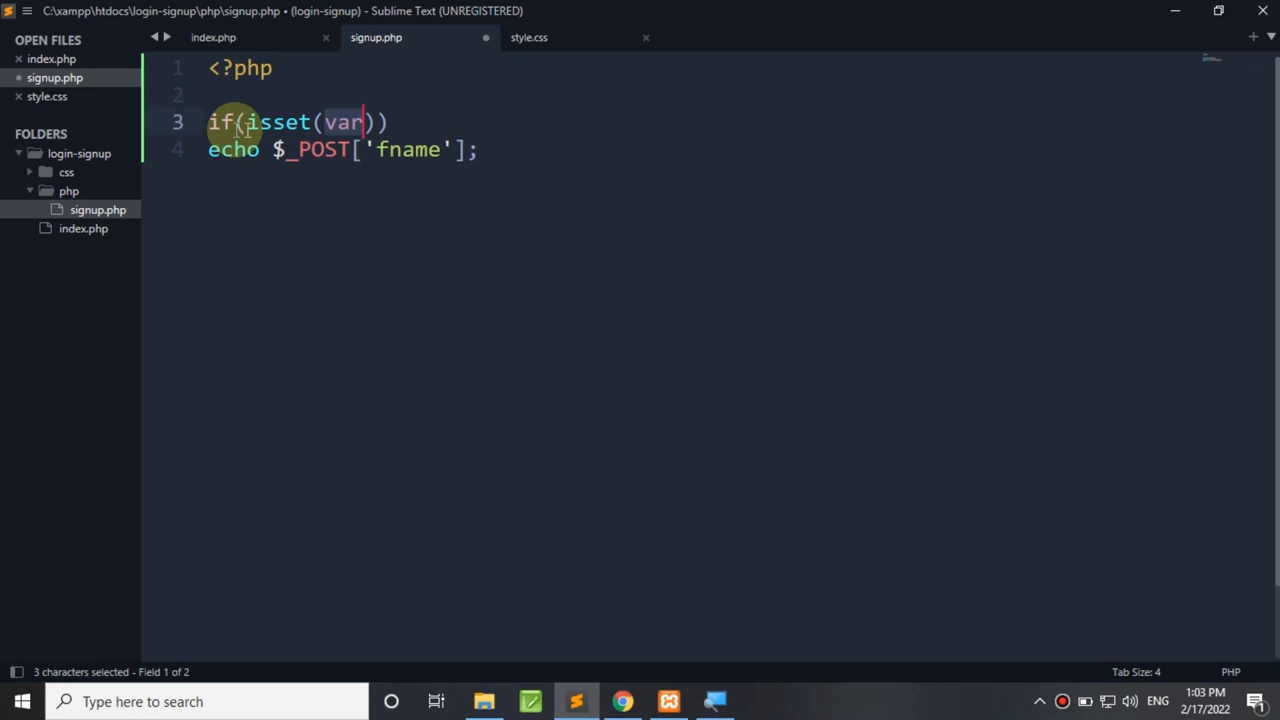 C:\xampp\htdocs\login-signup\php\signup.php • (login-signup) - Sublime Text (UNREGISTERED)
OPEN FILES
index.php
signup.php
style.css
FOLDERS
login-signup
css
php
signup.php
index.php
index.php
signup.php
style.css
1 <?php
2
3 if(isset(var))
4 echo $_POST['fname'];
3 characters selected - Field 1 of 2
Tab Size: 4
PHP
Type here to search
ENG
1:03 PM
2/17/2022
1